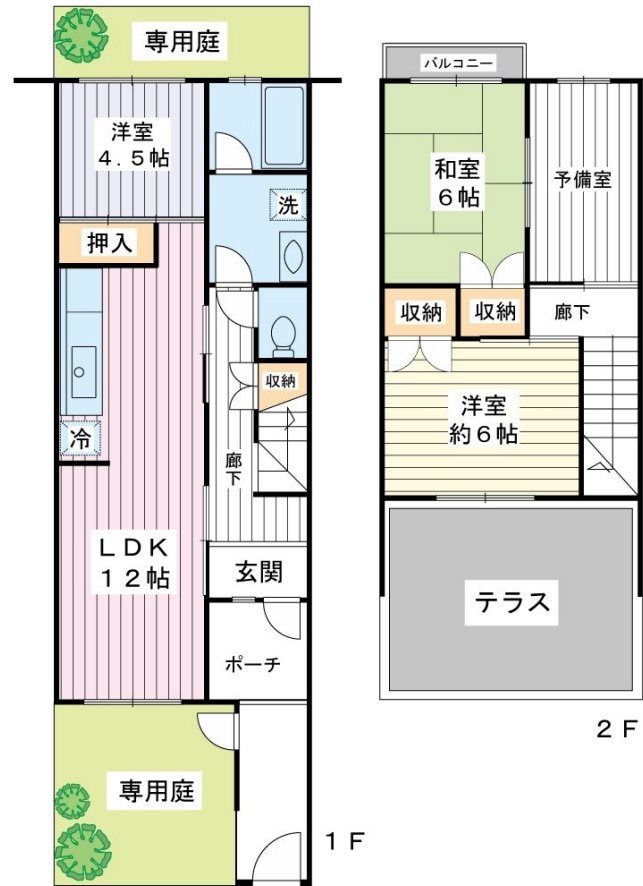 専用庭
洋室
4.5帖
押入
洗
冷
収納
廊下
LDK
12帖
玄関
ポーチ
専用庭
1F
バルコニー
和室
6帖
予備室
収納
収納
廊下
洋室
約6帖
テラス
2F